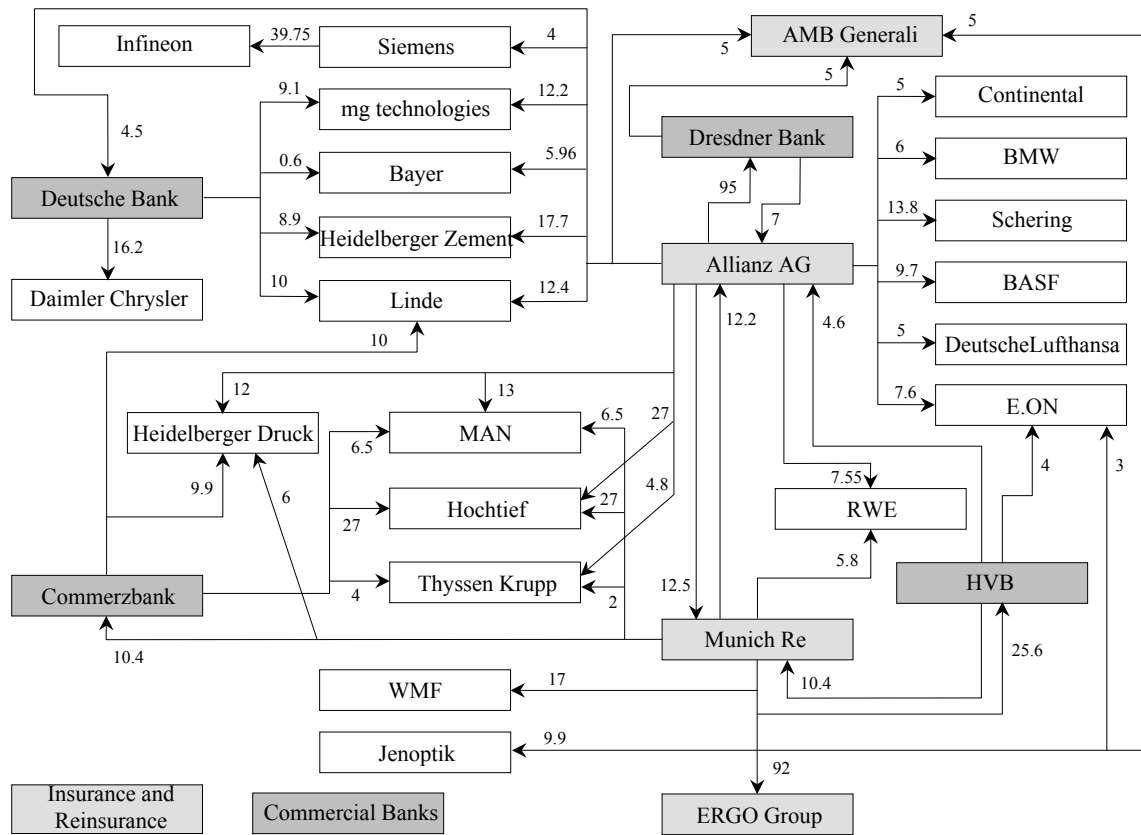 5
5
AMB Generali
Infineon
39.75
Siemens
4
5
5
Continental
9.1
mg technologies
12.2
4.5
Dresdner Bank
6
BMW
0.6
Bayer
5.96
95
Deutsche Bank
13.8
Schering
8.9
Heidelberger Zement
17.7
7
16.2
Allianz AG
9.7
BASF
Daimler Chrysler
10
Linde
12.4
12.2
4.6
10
5
DeutscheLufthansa
12
13
7.6
E.ON
Heidelberger Druck
6.5
MAN
6.5
27
4
3
9.9
6
4.8
7.55
27
Hochtief
27
RWE
5.8
Commerzbank
4
Thyssen Krupp
2
12.5
HVB
10.4
Munich Re
25.6
WMF
17
10.4
Jenoptik
9.9
92
Insurance and
Reinsurance
Commercial Banks
ERGO Group